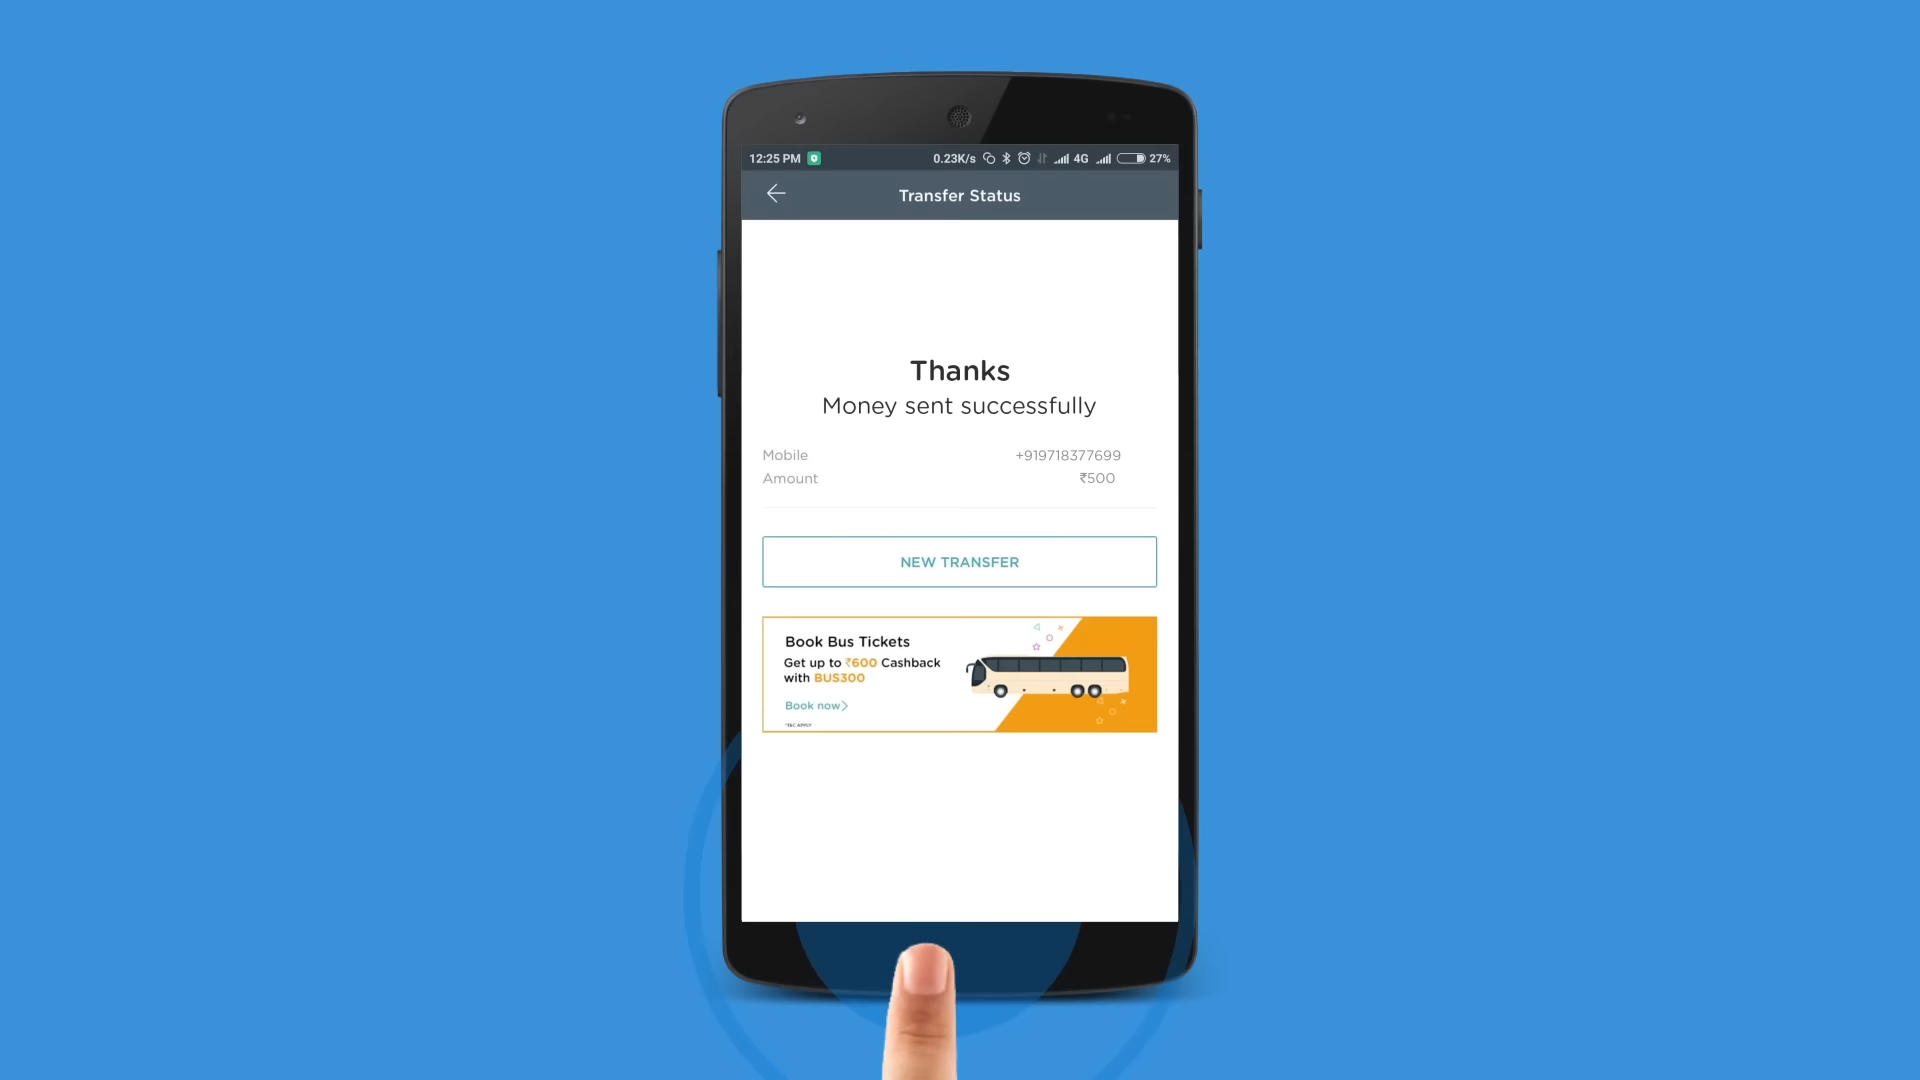 12:25 PM 0.23K/s 4G 27%
Transfer Status
Thanks
Money sent successfully
Mobile +919718377699
Amount ₹500
NEW TRANSFER
Book Bus Tickets
Get up to ₹600 Cashback
with BUS300
Book now
*T&C APPLY